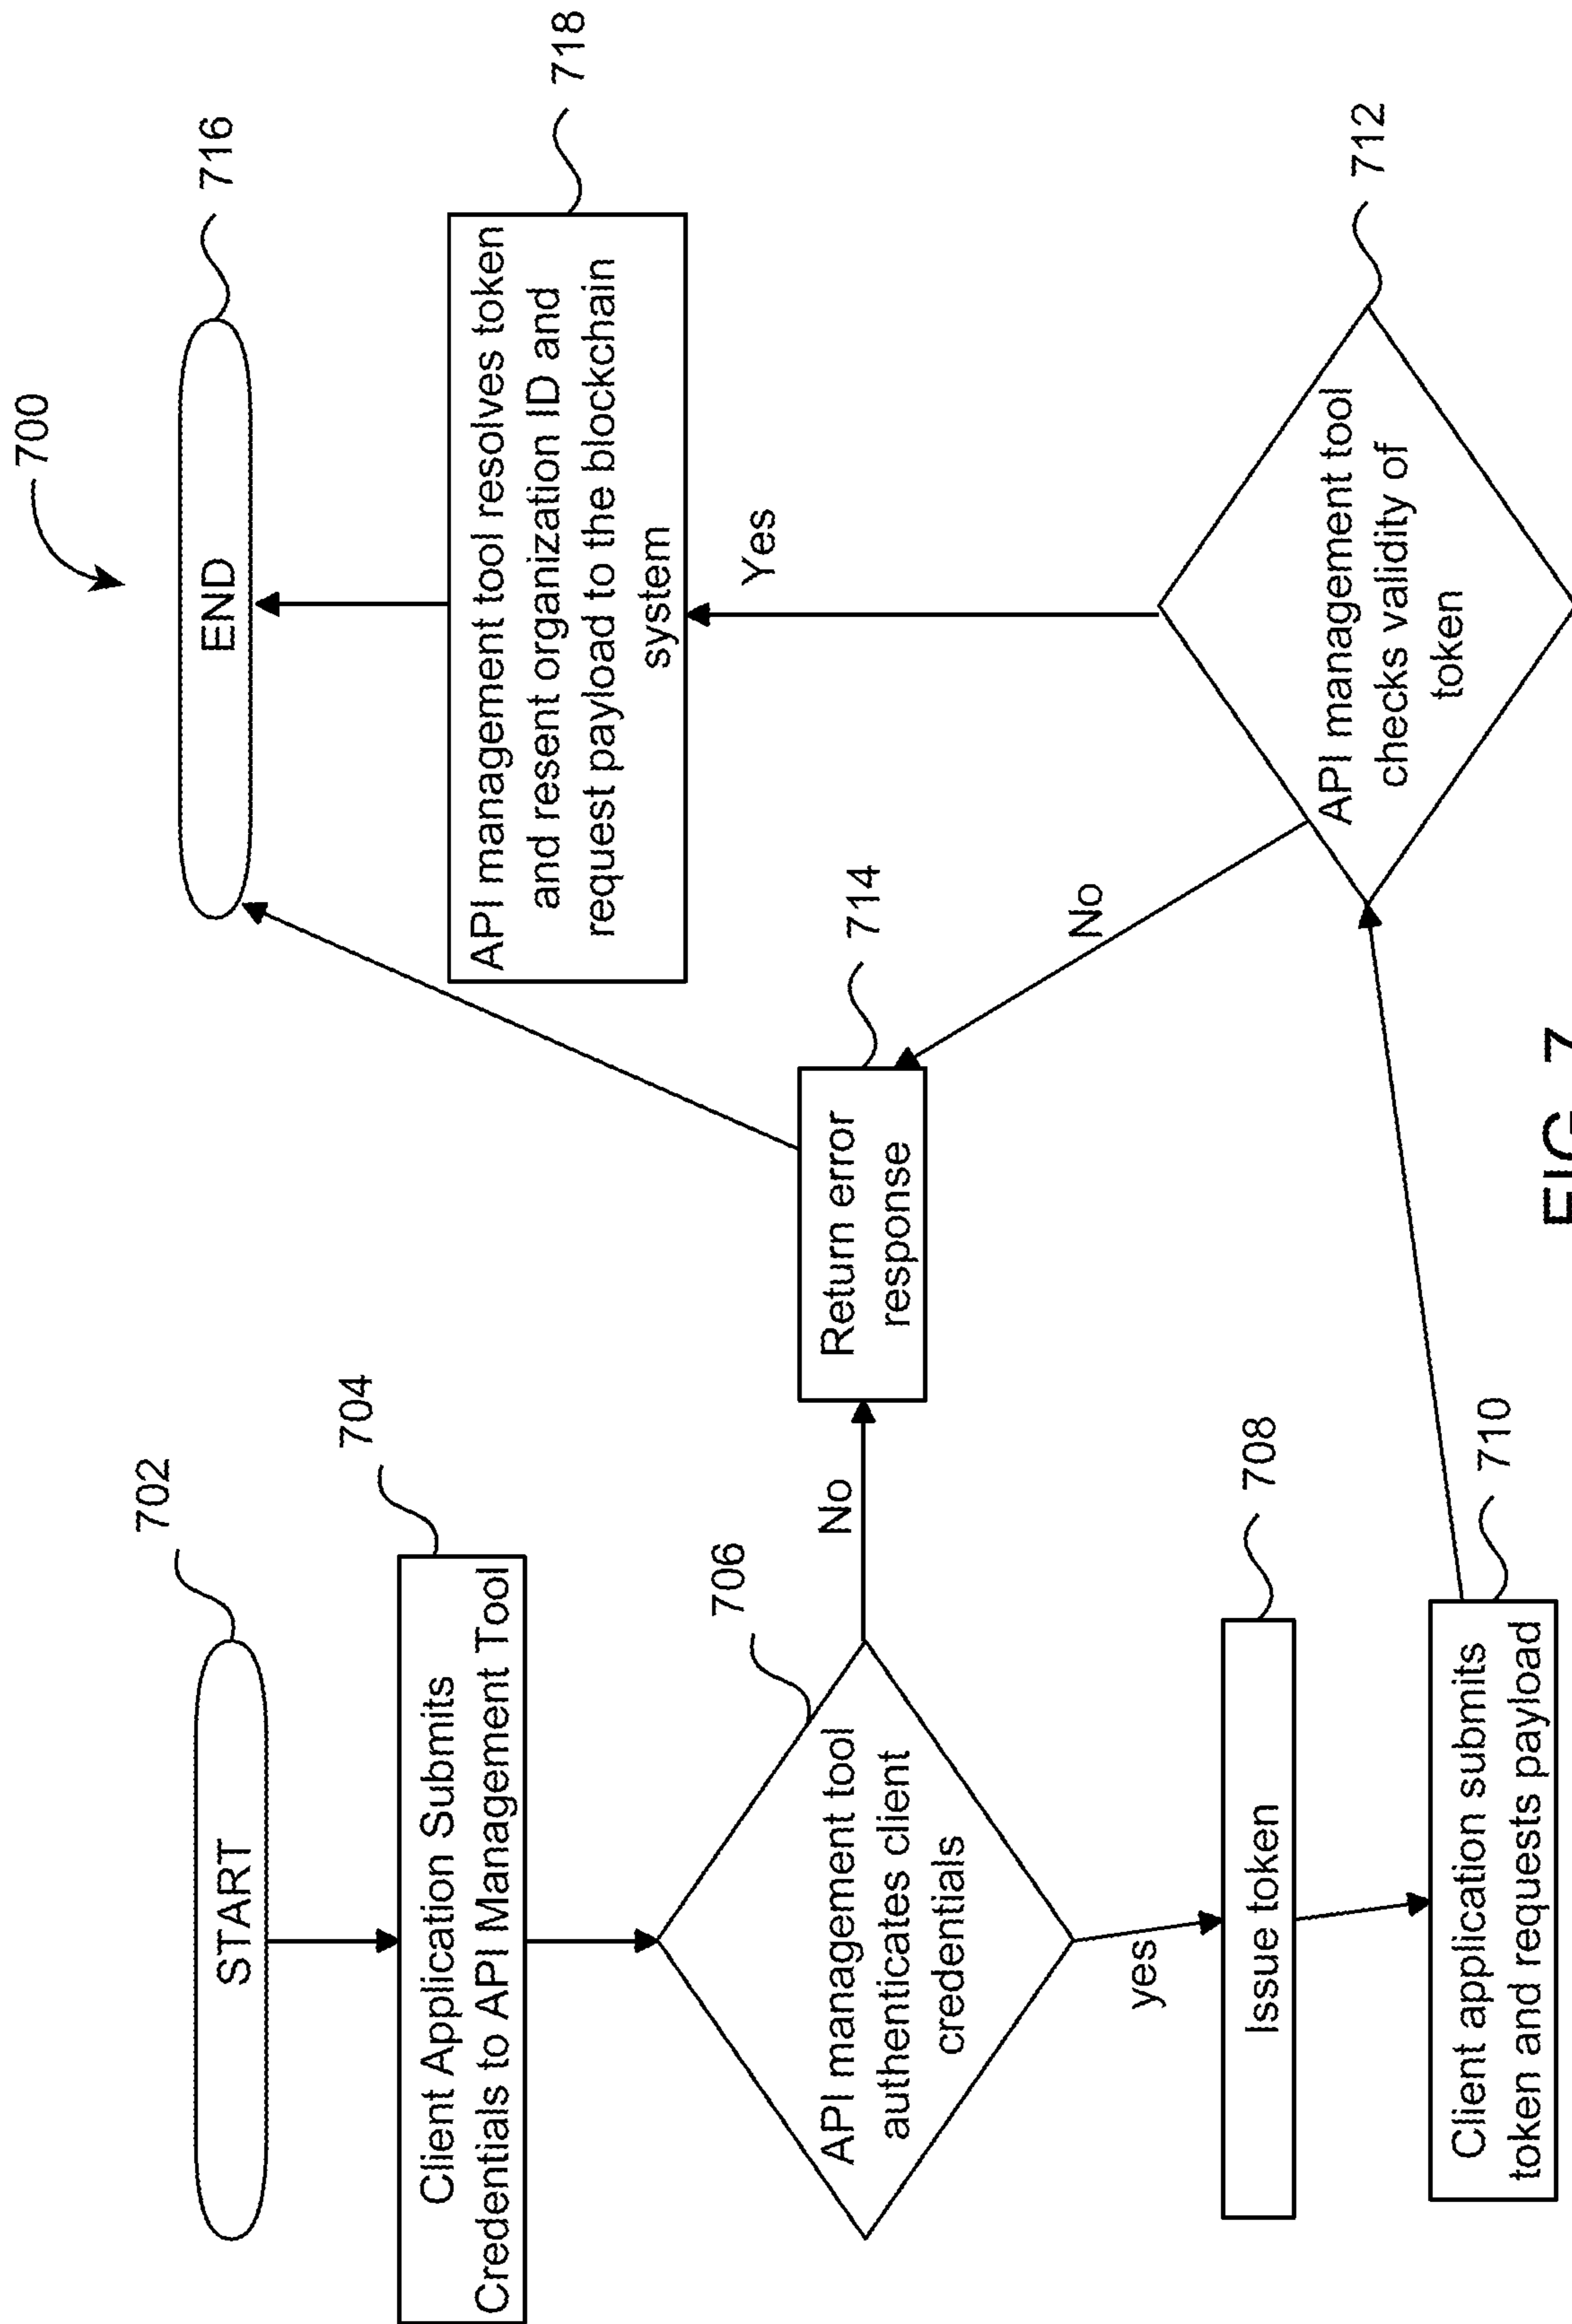 700
702
START
704
Client Application Submits
Credentials to API Management Tool
706
API management tool
authenticates client
credentials
No
yes
708
Issue token
710
Client application submits
token and requests payload
714
Return error
response
716
END
718
API management tool resolves token
and resent organization ID and
request payload to the blockchain
system
Yes
No
712
API management tool
checks validity of
token
FIG. 7